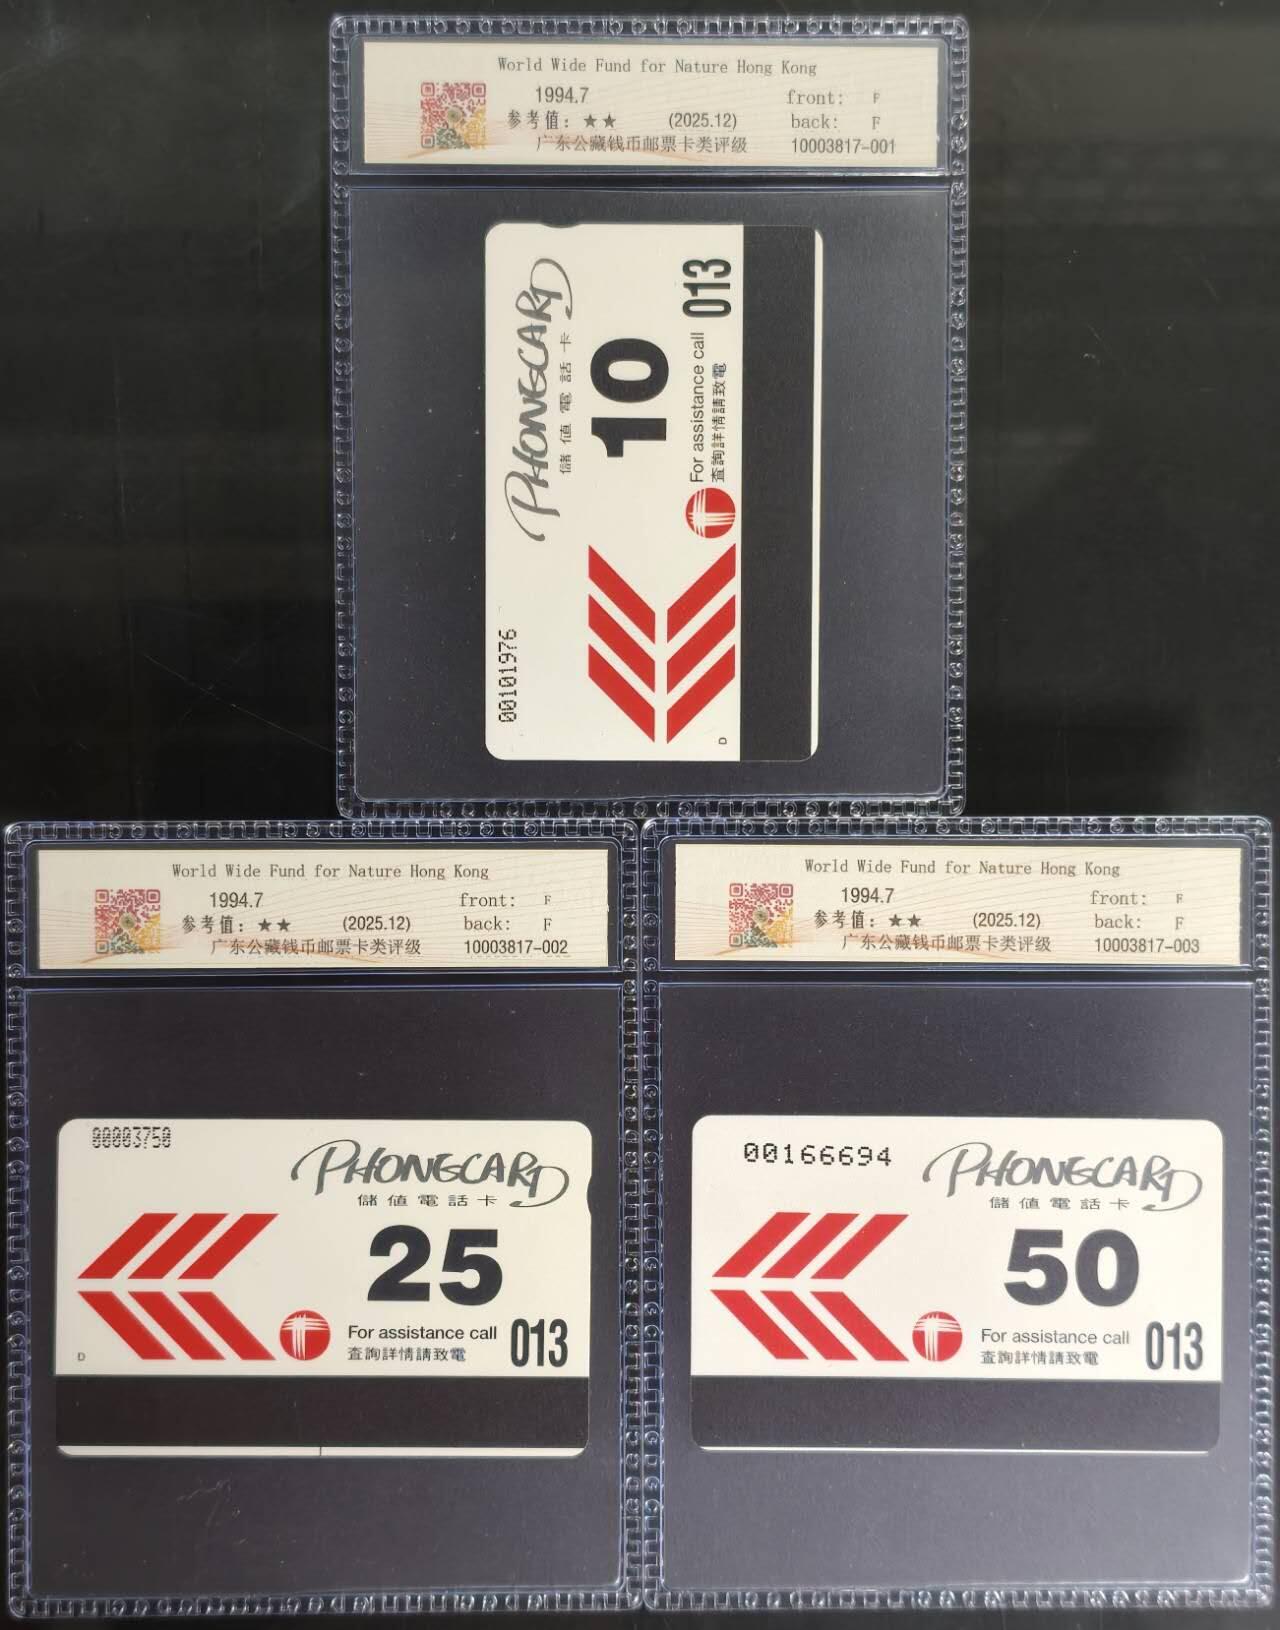 World Wide Fund for Nature Hong Kong
1994.7 front: F
参考值：★★ (2025.12) back: F
广东公藏钱币邮票卡类评级 10003817-001
PHONECARD
儲值電話卡
10
For assistance call 013
查詢詳情請致電
00101976
D
World Wide Fund for Nature Hong Kong
1994.7 front: F
参考值：★★ (2025.12) back: F
广东公藏钱币邮票卡类评级 10003817-002
00003750
PHONECARD
儲值電話卡
25
For assistance call 013
查詢詳情請致電
D
World Wide Fund for Nature Hong Kong
1994.7 front: F
参考值：★★ (2025.12) back: F
广东公藏钱币邮票卡类评级 10003817-003
00166694
PHONECARD
儲值電話卡
50
For assistance call 013
查詢詳情請致電